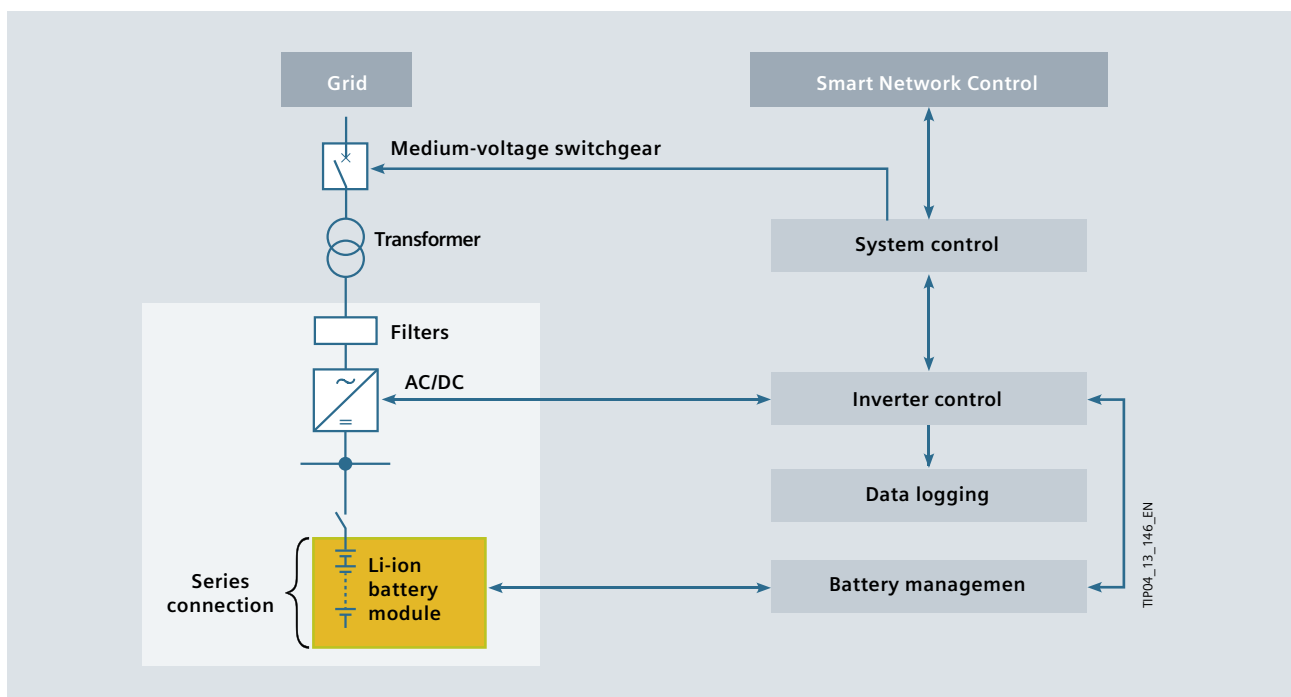 Grid
Smart Network Control
Medium-voltage switchgear
System control
Transformer
Filters
AC/DC
Inverter control
Data logging
Series
connection
Li-ion
battery
module
Battery managemen
TIP04_13_146_EN